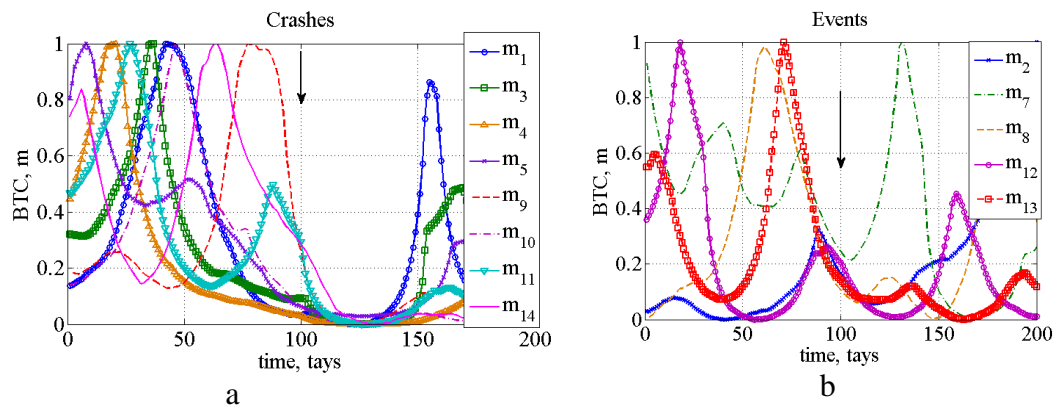 Crashes
BTC, m
1
0.8
0.6
0.4
0.2
0
0
50
100
150
200
time, tays
m1
m3
m4
m5
m9
m10
m11
m14
a
Events
BTC, m
1
0.8
0.6
0.4
0.2
0
0
50
100
150
200
time, tays
m2
m7
m8
m12
m13
b